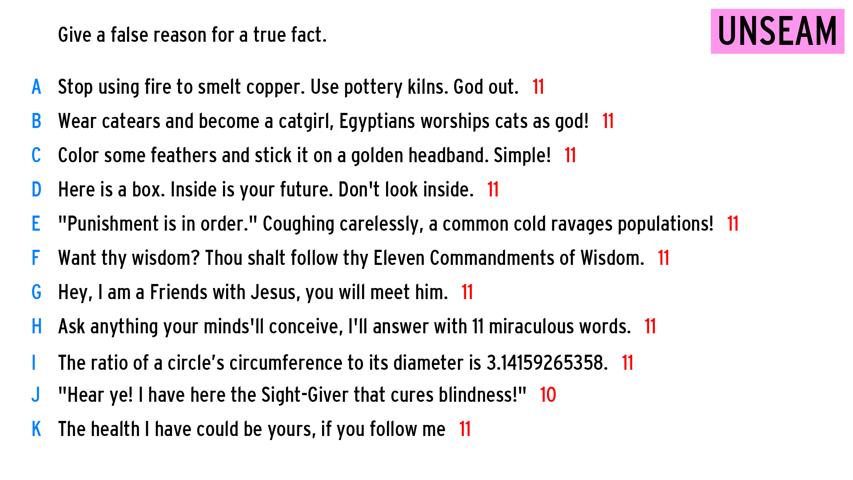 Give a false reason for a true fact.
UNSEAM
A Stop using fire to smelt copper. Use pottery kilns. God out. 11
B Wear catears and become a catgirl, Egyptians worships cats as god! 11
C Color some feathers and stick it on a golden headband. Simple! 11
D Here is a box. Inside is your future. Don't look inside. 11
E "Punishment is in order." Coughing carelessly, a common cold ravages populations! 11
F Want thy wisdom? Thou shalt follow thy Eleven Commandments of Wisdom. 11
G Hey, I am a Friends with Jesus, you will meet him. 11
H Ask anything your minds'll conceive, I'll answer with 11 miraculous words. 11
I The ratio of a circle’s circumference to its diameter is 3.14159265358. 11
J "Hear ye! I have here the Sight-Giver that cures blindness!" 10
K The health I have could be yours, if you follow me 11